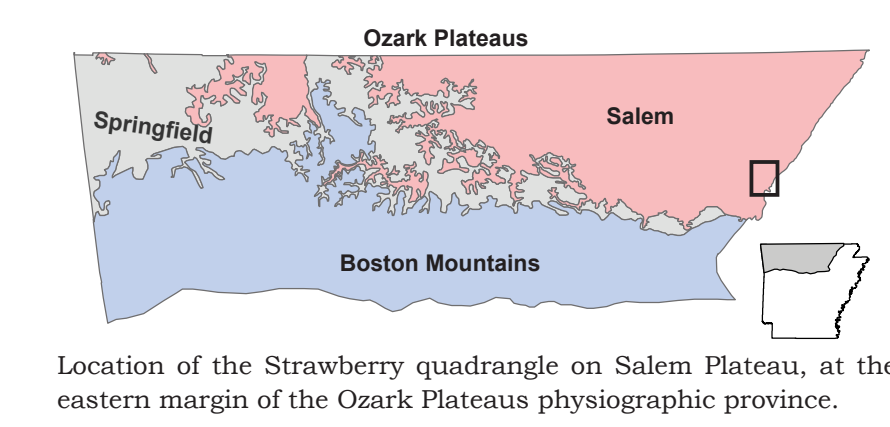 Ozark Plateaus
Salem
Springfield
Boston Mountains
Location of the Strawberry quadrangle on Salem Plateau, at the
eastern margin of the Ozark Plateaus physiographic province.